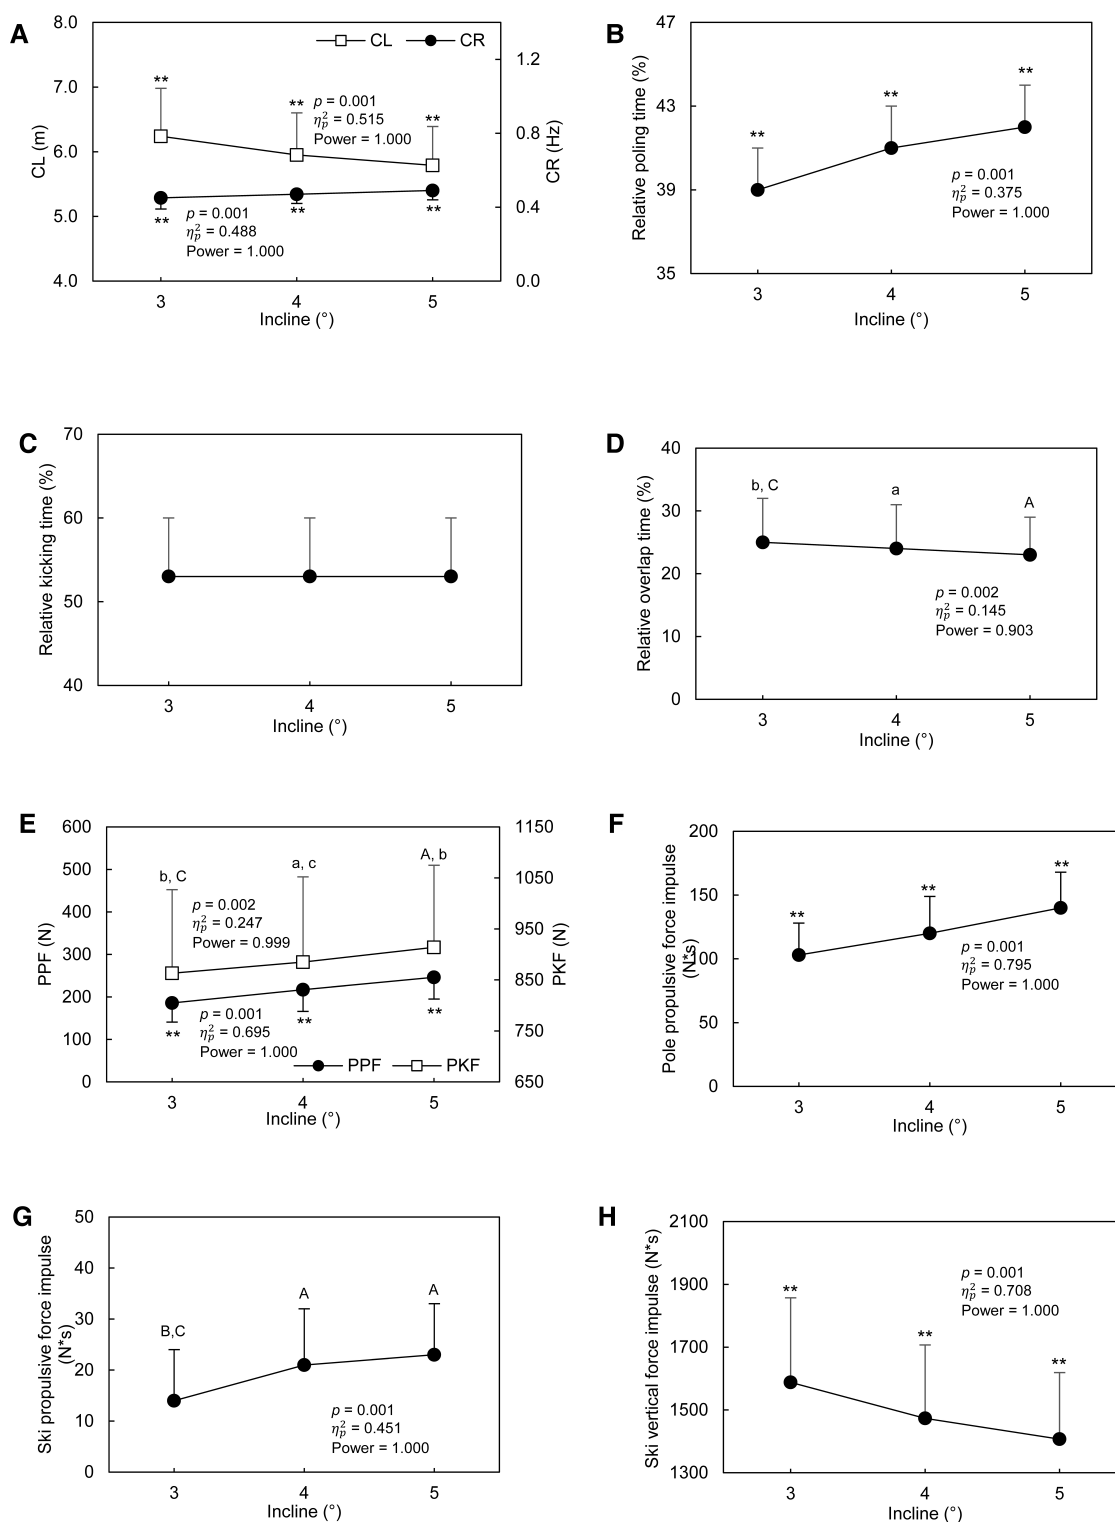 A
8.0
7.0
6.0
5.0
4.0
CL (m)
CL
CR
1.2
0.8
0.4
0.0
CR (Hz)
**
**
**
p = 0.001
η²p = 0.515
Power = 1.000
**
**
**
p = 0.001
η²p = 0.488
Power = 1.000
3
4
5
Incline (°)
B
47
43
39
35
Relative poling time (%)
**
**
**
p = 0.001
η²p = 0.375
Power = 1.000
3
4
5
Incline (°)
C
70
60
50
40
Relative kicking time (%)
3
4
5
Incline (°)
D
40
30
20
10
0
Relative overlap time (%)
b, C
a
A
p = 0.002
η²p = 0.145
Power = 0.903
3
4
5
Incline (°)
E
600
500
400
300
200
100
0
PPF (N)
1150
1050
950
850
750
650
PKF (N)
b, C
a, c
A, b
p = 0.002
η²p = 0.247
Power = 0.999
**
**
**
p = 0.001
η²p = 0.695
Power = 1.000
PPF
PKF
3
4
5
Incline (°)
F
200
150
100
50
0
Pole propulsive force impulse
(N*s)
**
**
**
p = 0.001
η²p = 0.795
Power = 1.000
3
4
5
Incline (°)
G
50
40
30
20
10
0
Ski propulsive force impulse
(N*s)
B,C
A
A
p = 0.001
η²p = 0.451
Power = 1.000
3
4
5
Incline (°)
H
2100
1900
1700
1500
1300
Ski vertical force impulse (N*s)
**
**
**
p = 0.001
η²p = 0.708
Power = 1.000
3
4
5
Incline (°)